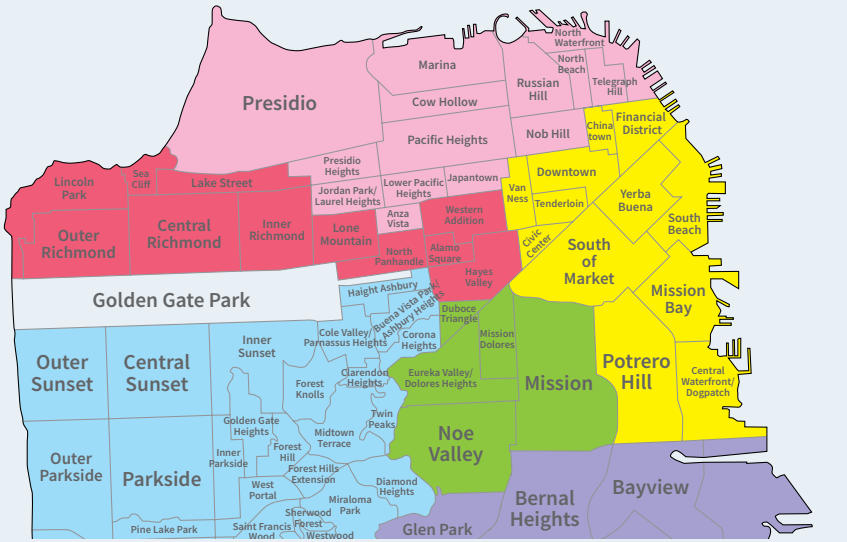 North
Waterfront
Marina
North
Beach
Telegraph
Hill
Russian
Hill
Presidio
Cow Hollow
Financial
District
China
town
Nob Hill
Pacific Heights
Presidio
Heights
Sea
Cliff
Lake Street
Lincoln
Park
Jordan Park/
Laurel Heights
Lower Pacific
Heights
Japantown
Van
Ness
Downtown
Tenderloin
Yerba
Buena
South
Beach
Anza
Vista
Western
Addition
Outer
Richmond
Central
Richmond
Inner
Richmond
Lone
Mountain
North
Panhandle
Alamo
Square
Civic
Center
South
of
Market
Hayes
Valley
Golden Gate Park
Haight Ashbury
Buena Vista Park/
Ashbury Heights
Mission
Bay
Duboce
Triangle
Cole Valley/
Parnassus Heights
Corona
Heights
Mission
Dolores
Inner
Sunset
Outer
Sunset
Central
Sunset
Forest
Knolls
Clarendon
Heights
Eureka Valley/
Dolores Heights
Mission
Potrero
Hill
Central
Waterfront/
Dogpatch
Golden Gate
Heights
Twin
Peaks
Midtown
Terrace
Noe
Valley
Forest
Hill
Inner
Parkside
Outer
Parkside
Parkside
Forest Hills
Extension
West
Portal
Diamond
Heights
Miraloma
Park
Bernal
Heights
Bayview
Sherwood
Forest
Pine Lake Park
Saint Francis
Wood
Westwood
Glen Park